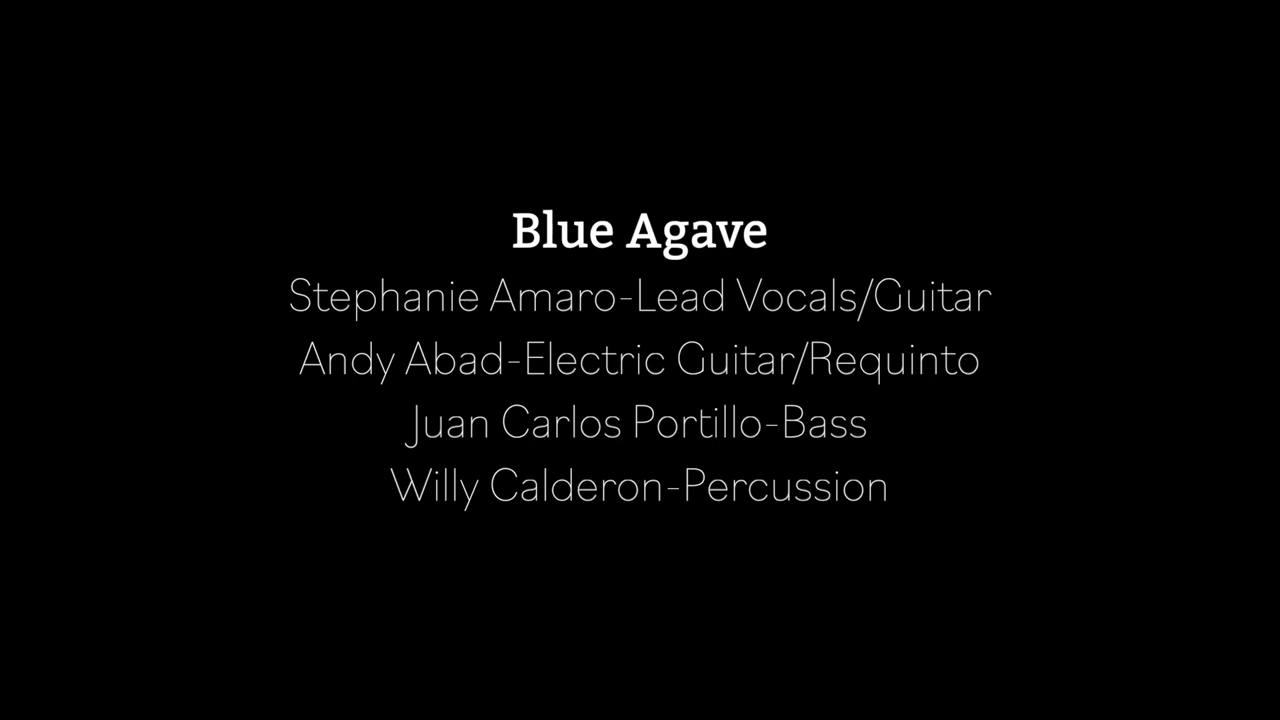 Blue Agave
Stephanie Amaro-Lead Vocals/Guitar
Andy Abad-Electric Guitar/Requinto
Juan Carlos Portillo-Bass
Willy Calderon-Percussion